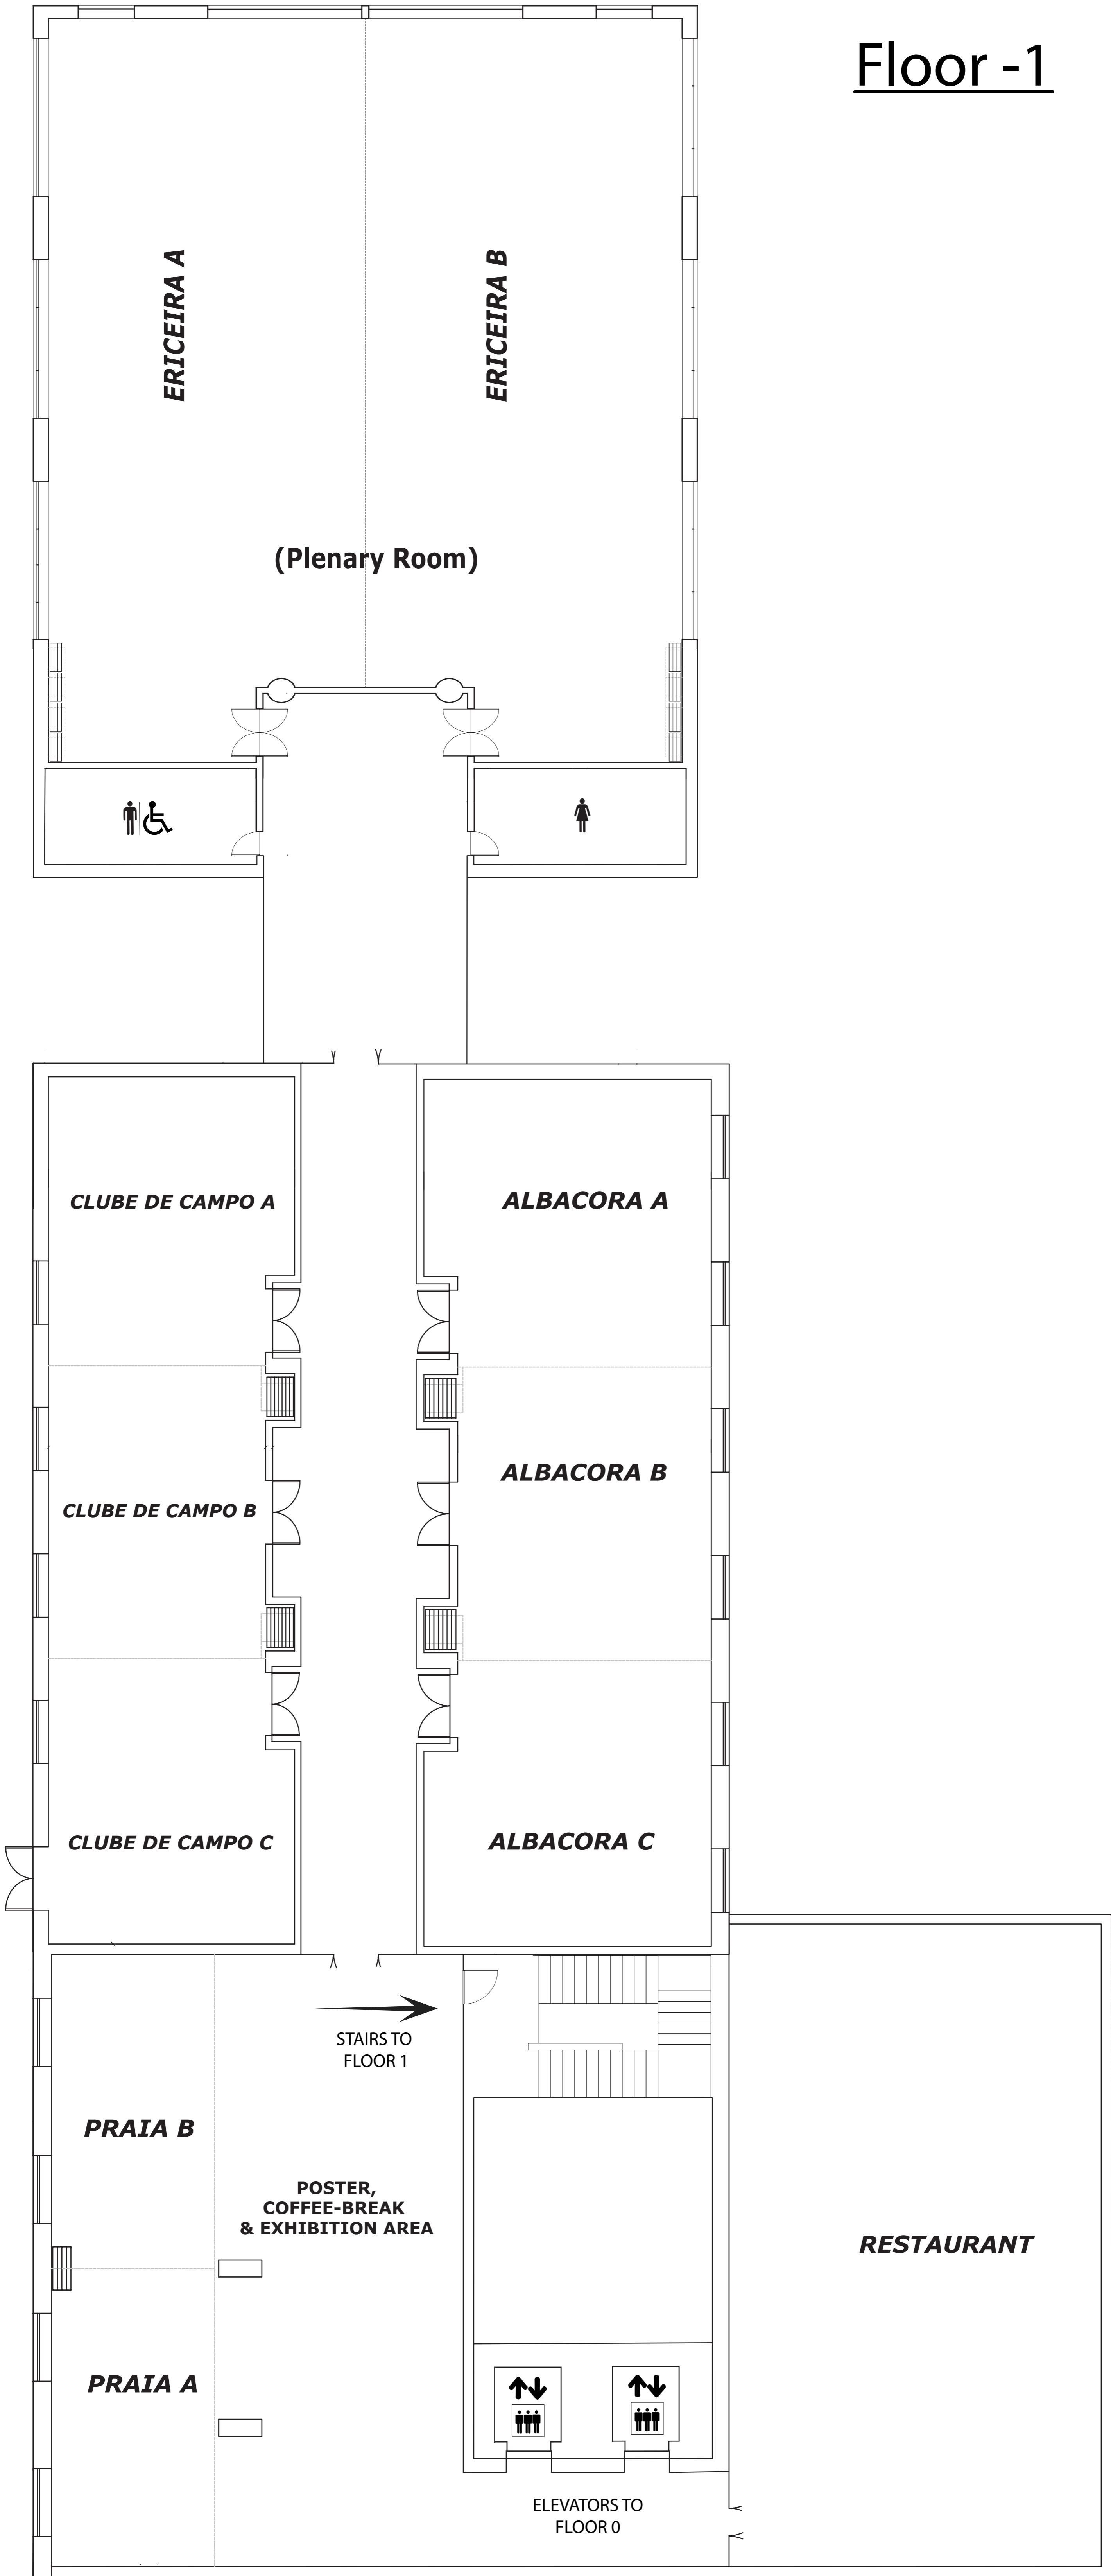 Floor -1
ERICEIRA A
ERICEIRA B
(Plenary Room)
CLUBE DE CAMPO A
ALBACORA A
ALBACORA B
CLUBE DE CAMPO B
CLUBE DE CAMPO C
ALBACORA C
STAIRS TO
FLOOR 1
PRAIA B
POSTER,
COFFEE-BREAK
& EXHIBITION AREA
RESTAURANT
PRAIA A
ELEVATORS TO
FLOOR 0